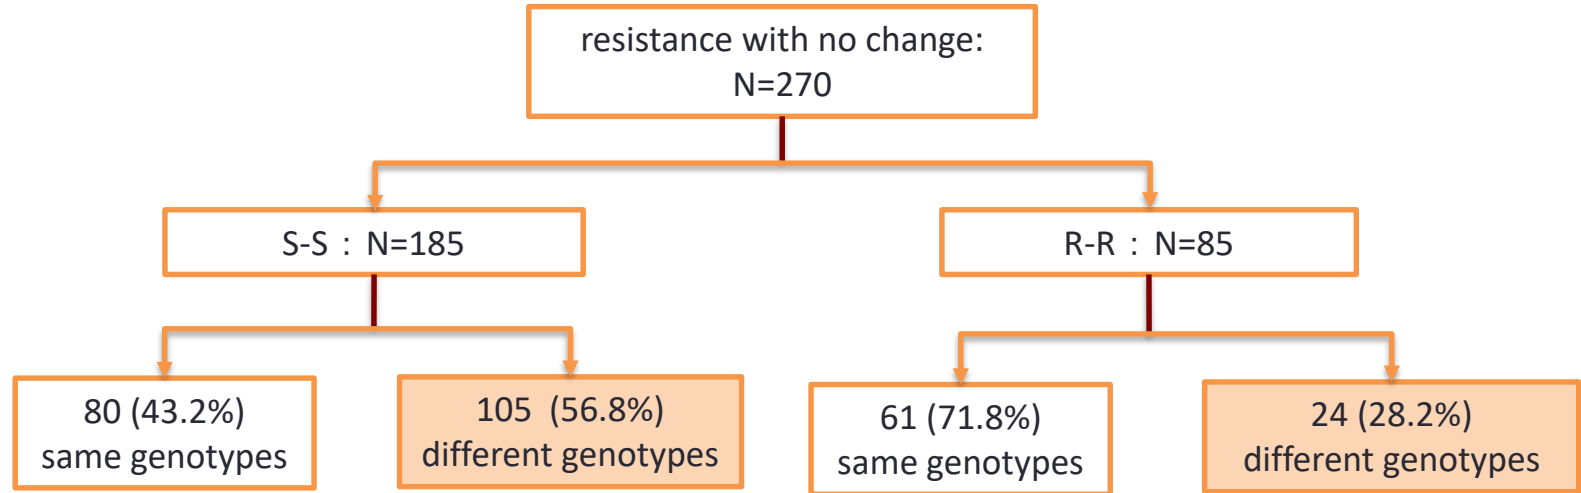 resistance with no change:
N=270
S-S : N=185
R-R : N=85
80 (43.2%)
same genotypes
105 (56.8%)
different genotypes
61 (71.8%)
same genotypes
24 (28.2%)
different genotypes